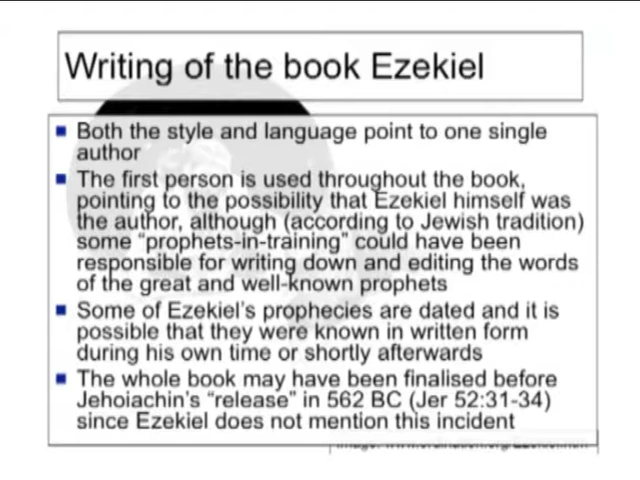 Writing of the book Ezekiel
Both the style and language point to one single
author
The first person is used throughout the book,
pointing to the possibility that Ezekiel himself was
the author, although (according to Jewish tradition)
some "prophets-in-training" could have been
responsible for writing down and editing the words
of the great and well-known prophets
Some of Ezekiel's prophecies are dated and it is
possible that they were known in written form
during his own time or shortly afterwards
The whole book may have been finalised before
Jehoiachin's "release" in 562 BC (Jer 52:31-34)
since Ezekiel does not mention this incident